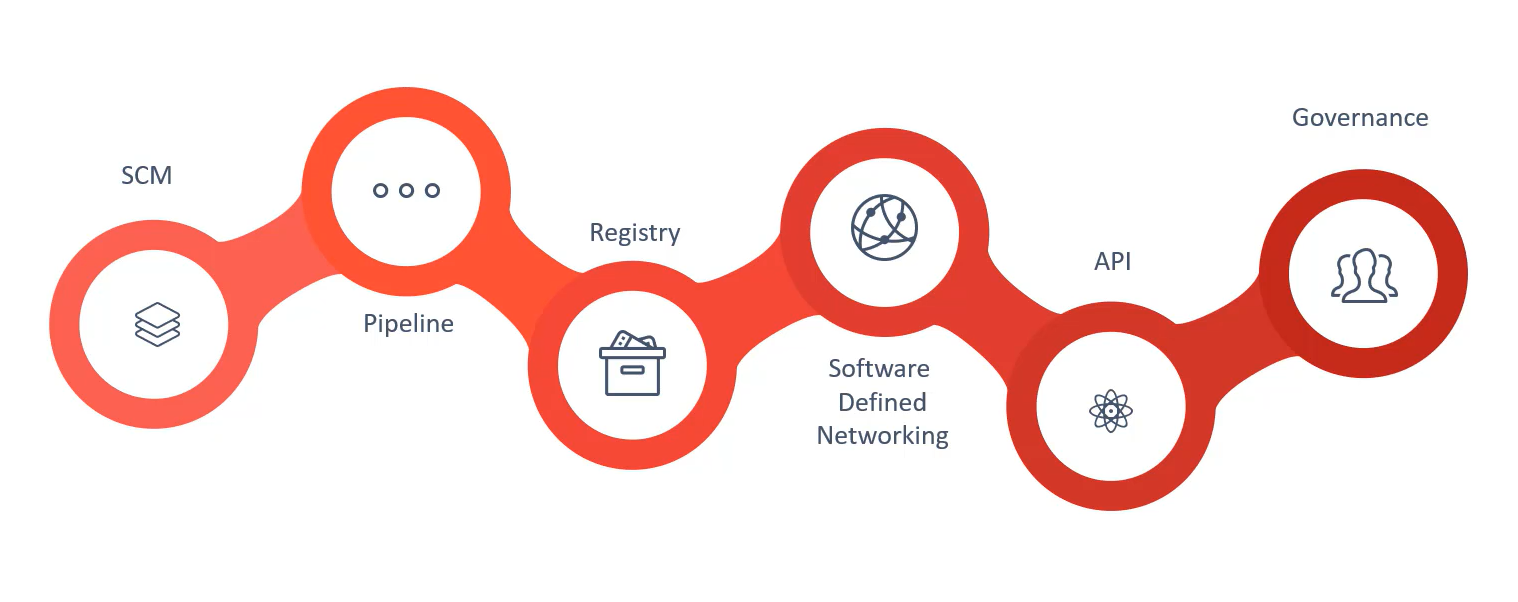 SCM
Pipeline
Registry
Software
Defined
Networking
API
Governance